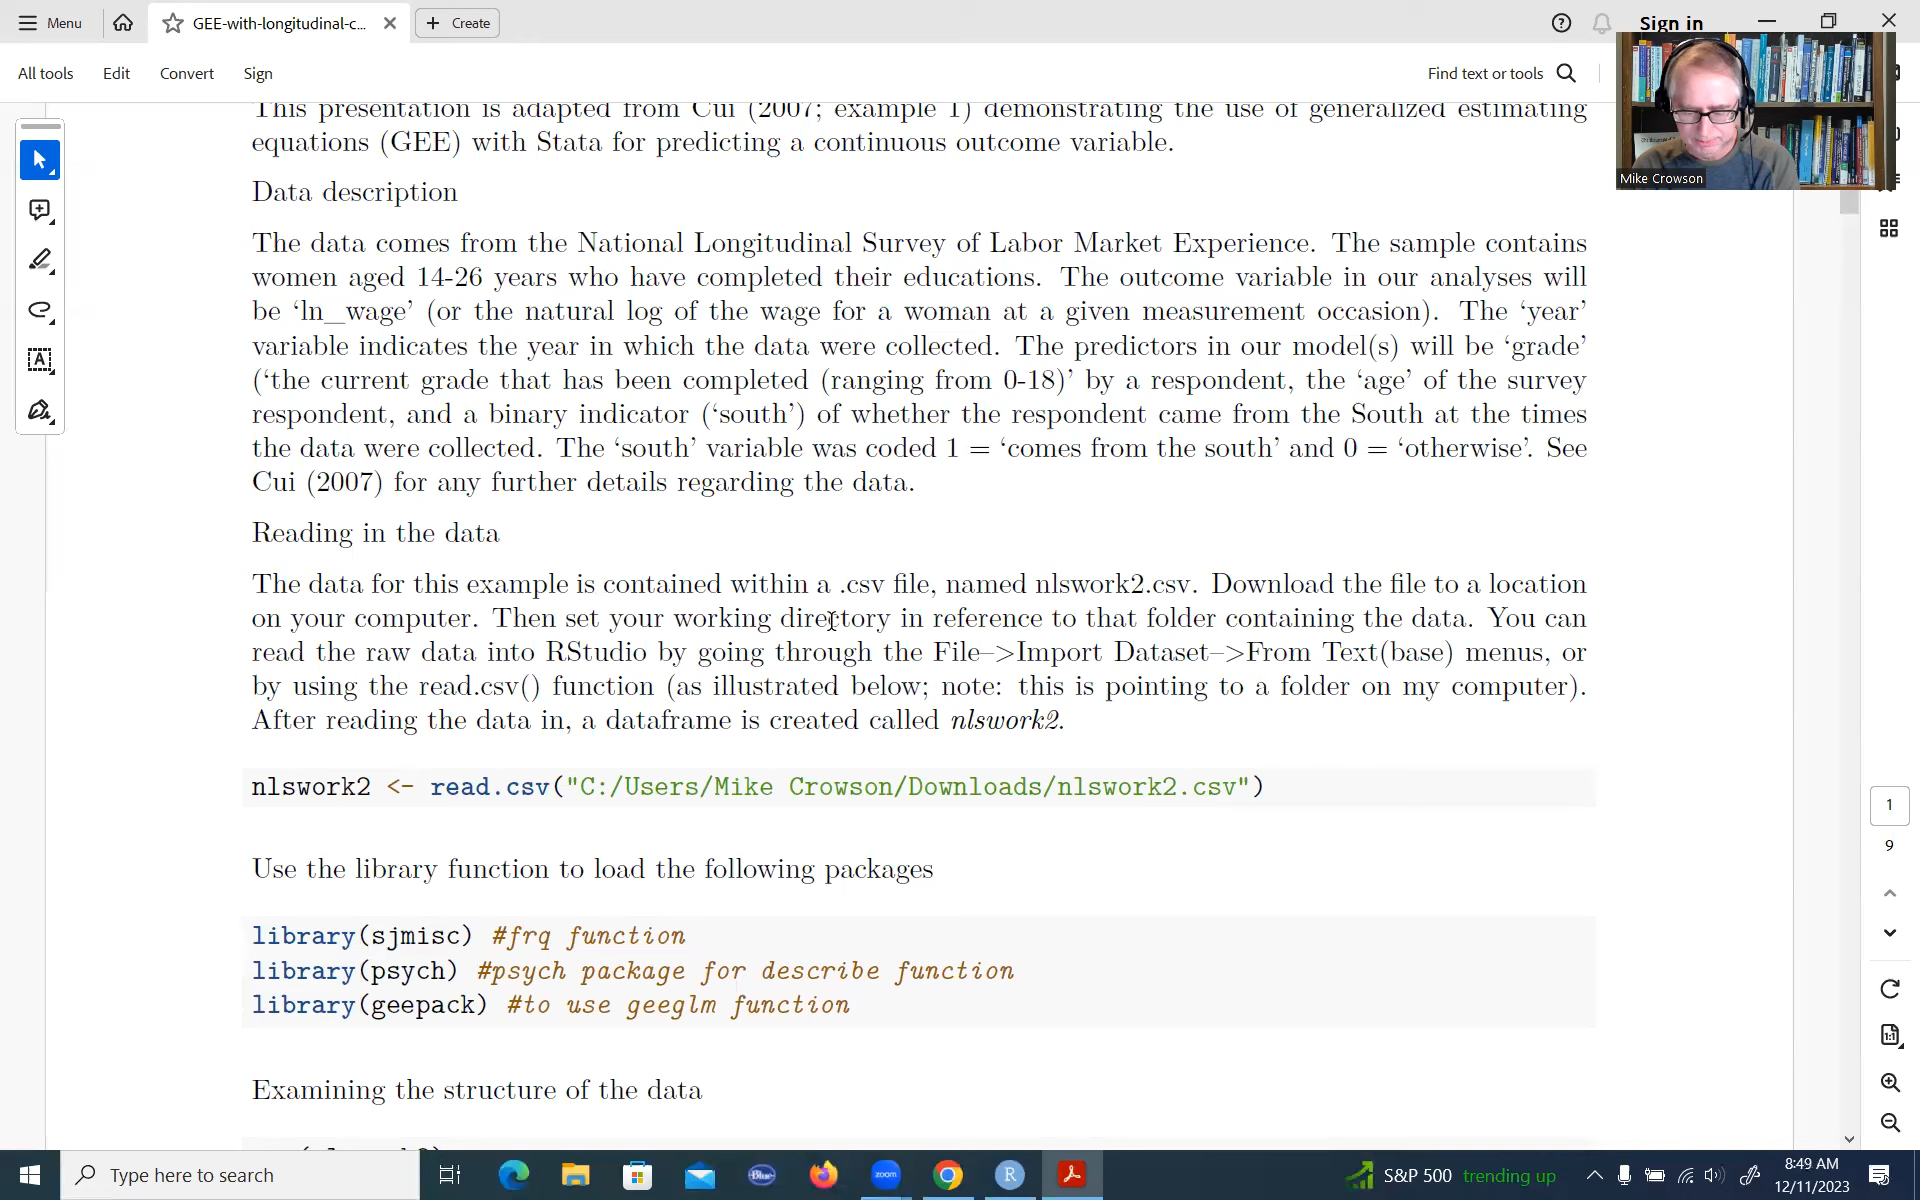 Menu
GEE-with-longitudinal-c...
Create
Sign in
All tools
Edit
Convert
Sign
Find text or tools
Mike Crowson
This presentation is adapted from Cui (2007; example 1) demonstrating the use of generalized estimating
equations (GEE) with Stata for predicting a continuous outcome variable.
Data description
The data comes from the National Longitudinal Survey of Labor Market Experience. The sample contains
women aged 14-26 years who have completed their educations. The outcome variable in our analyses will
be ‘ln_wage’ (or the natural log of the wage for a woman at a given measurement occasion). The ‘year’
variable indicates the year in which the data were collected. The predictors in our model(s) will be ‘grade’
(‘the current grade that has been completed (ranging from 0-18)’ by a respondent, the ‘age’ of the survey
respondent, and a binary indicator (‘south’) of whether the respondent came from the South at the times
the data were collected. The ‘south’ variable was coded 1 = ‘comes from the south’ and 0 = ‘otherwise’. See
Cui (2007) for any further details regarding the data.
Reading in the data
The data for this example is contained within a .csv file, named nlswork2.csv. Download the file to a location
on your computer. Then set your working directory in reference to that folder containing the data. You can
read the raw data into RStudio by going through the File–>Import Dataset–>From Text(base) menus, or
by using the read.csv() function (as illustrated below; note: this is pointing to a folder on my computer).
After reading the data in, a dataframe is created called nlswork2.
nlswork2 <- read.csv("C:/Users/Mike Crowson/Downloads/nlswork2.csv")
Use the library function to load the following packages
library(sjmisc) #frq function
library(psych) #psych package for describe function
library(geepack) #to use geeglm function
Examining the structure of the data
1
9
Type here to search
Blue
zoom
R
S&P 500 trending up
8:49 AM
12/11/2023